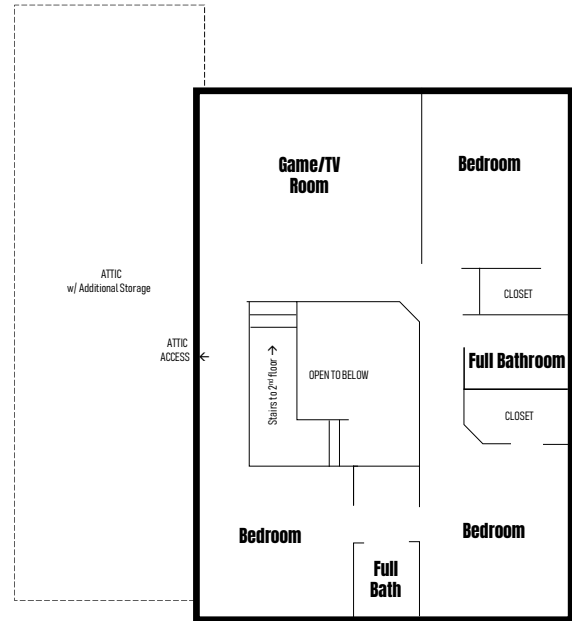 Game/TV
Room
Bedroom
ATTIC
w/ Additional Storage
CLOSET
ATTIC
ACCESS ←
Stairs to 2nd floor →
OPEN TO BELOW
Full Bathroom
CLOSET
Bedroom
Bedroom
Full
Bath